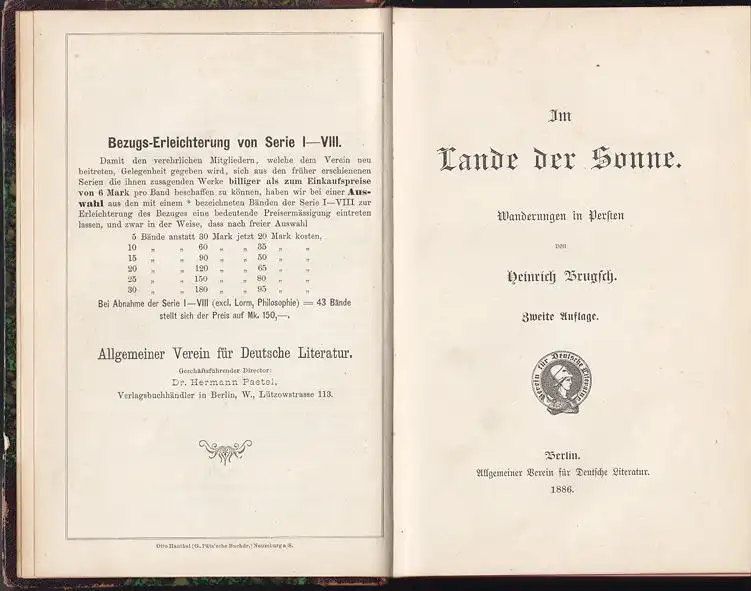 Bezugs-Erleichterung von Serie I—VIII.
Damit den verehrlichen Mitgliedern, welche dem Verein neu
beitreten, Gelegenheit gegeben wird, sich aus den früher erschienenen
Serien die ihnen zusagenden Werke billiger als zum Einkaufspreise
von 6 Mark pro Band beschaffen zu können, haben wir bei einer Aus-
wahl aus den mit einem * bezeichneten Bänden der Serie I—VIII zur
Erleichterung des Bezuges eine bedeutende Preisermässigung eintreten
lassen, und zwar in der Weise, dass nach freier Auswahl
5 Bände anstatt 30 Mark jetzt 20 Mark kosten,
10 „ „ 60 „ „ 35 „ „
15 „ „ 90 „ „ 50 „ „
20 „ „ 120 „ „ 65 „ „
25 „ „ 150 „ „ 80 „ „
30 „ „ 180 „ „ 95 „ „
Bei Abnahme der Serie I—VIII (excl. Lorm, Philosophie) = 43 Bände
stellt sich der Preis auf Mk. 150,—.
Allgemeiner Verein für Deutsche Literatur.
Geschäftsführender Director:
Dr. Hermann Paetel,
Verlagsbuchhändler in Berlin, W., Lützowstrasse 113.
Otto Hauthal (G. Pätz'sche Buchdr.) Naumburg a/S.
Im
Lande der Sonne.
Wanderungen in Persien
von
Heinrich Brugsch.
Zweite Auflage.
Verein für Deutsche Literatur
Berlin.
Allgemeiner Verein für Deutsche Literatur.
1886.